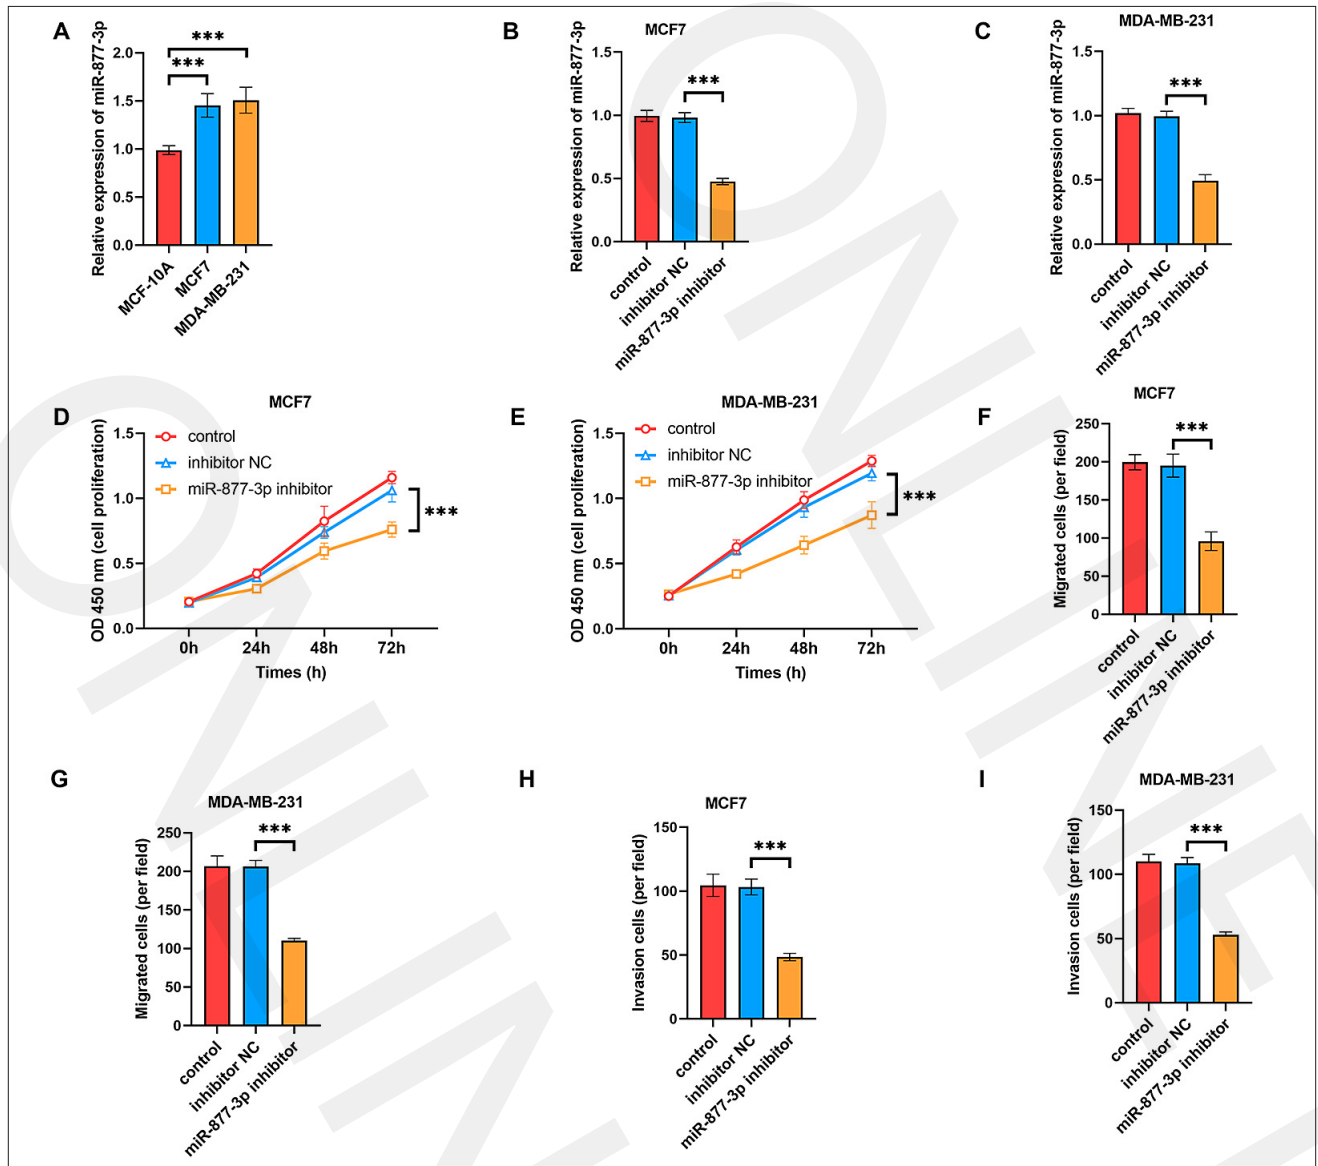 A
Relative expression of miR-877-3p
2.0
1.5
1.0
0.5
0.0
***
***
MCF-10A
MCF7
MDA-MB-231
B
MCF7
Relative expression of miR-877-3p
1.5
1.0
0.5
0.0
***
control
inhibitor NC
miR-877-3p inhibitor
C
MDA-MB-231
Relative expression of miR-877-3p
1.5
1.0
0.5
0.0
***
control
inhibitor NC
miR-877-3p inhibitor
D
MCF7
OD 450 nm (cell proliferation)
1.5
1.0
0.5
0.0
control
inhibitor NC
miR-877-3p inhibitor
***
0h 24h 48h 72h
Times (h)
E
MDA-MB-231
OD 450 nm (cell proliferation)
1.5
1.0
0.5
0.0
control
inhibitor NC
miR-877-3p inhibitor
***
0h 24h 48h 72h
Times (h)
F
MCF7
Migrated cells (per field)
250
200
150
100
50
0
***
control
inhibitor NC
miR-877-3p inhibitor
G
MDA-MB-231
Migrated cells (per field)
250
200
150
100
50
0
***
control
inhibitor NC
miR-877-3p inhibitor
H
MCF7
Invasion cells (per field)
150
100
50
0
***
control
inhibitor NC
miR-877-3p inhibitor
I
MDA-MB-231
Invasion cells (per field)
150
100
50
0
***
control
inhibitor NC
miR-877-3p inhibitor
ONLINE
ONLINE